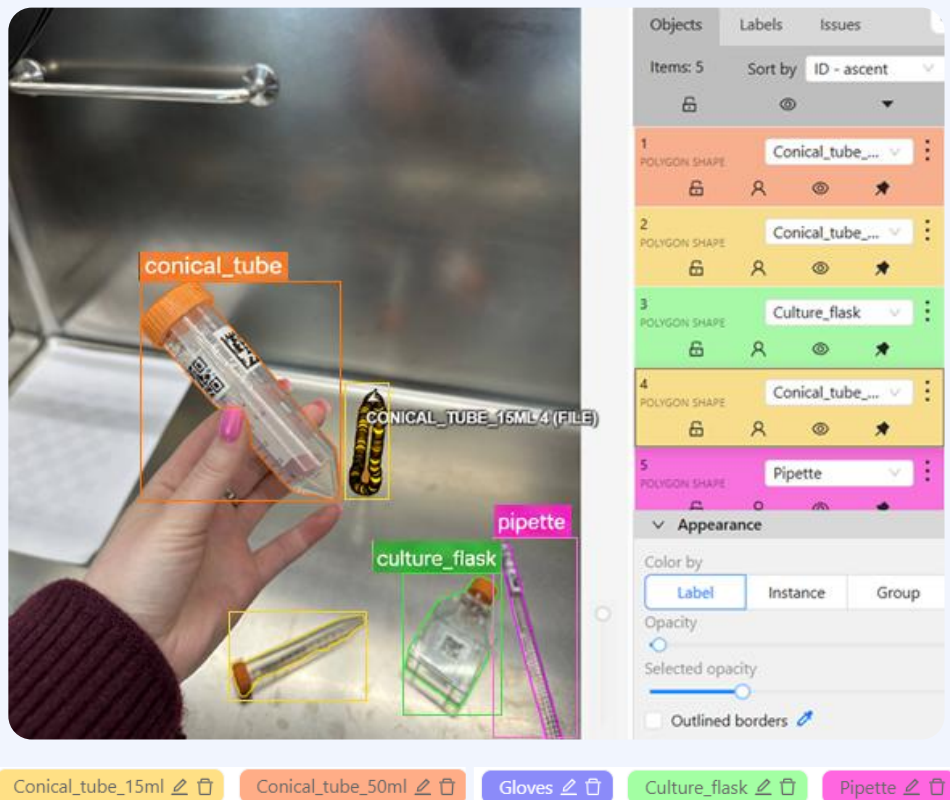 Objects Labels Issues
Items: 5 Sort by ID - ascent
1
POLYGON SHAPE
Conical_tube_...
2
POLYGON SHAPE
Conical_tube_...
3
POLYGON SHAPE
Culture_flask
4
POLYGON SHAPE
Conical_tube_...
5
POLYGON SHAPE
Pipette
conical_tube
CONICAL_TUBE_15ML 4 (FILE)
pipette
culture_flask
Appearance
Color by
Label Instance Group
Opacity
Selected opacity
Outlined borders
Conical_tube_15ml Conical_tube_50ml Gloves Culture_flask Pipette